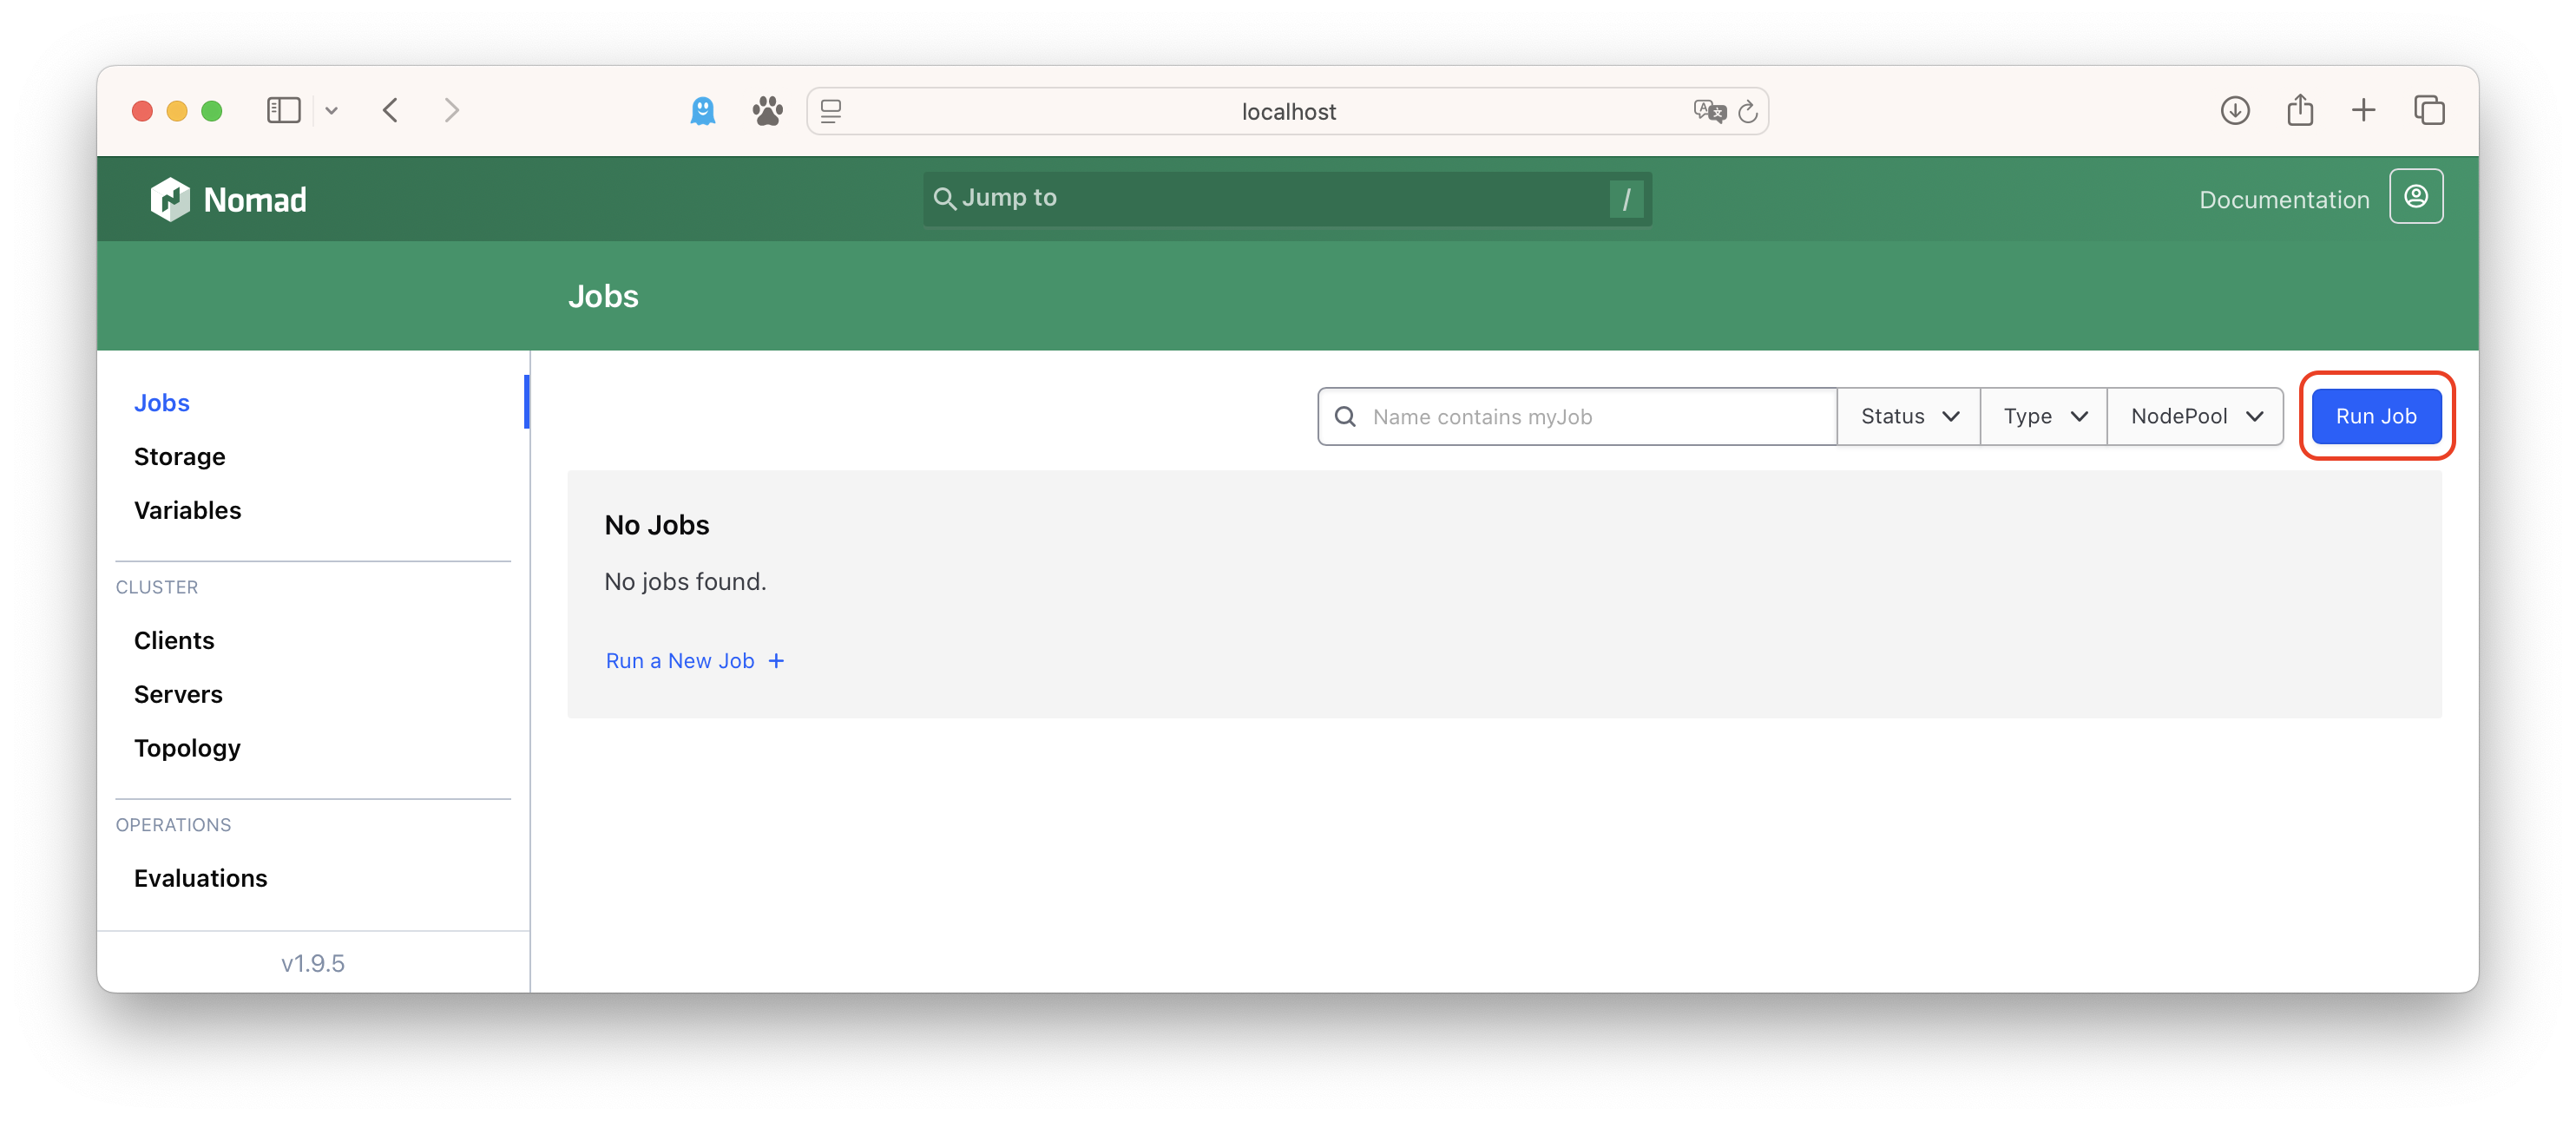 localhost
Nomad
Jump to
/
Documentation
Jobs
Jobs
Storage
Variables
CLUSTER
Clients
Servers
Topology
OPERATIONS
Evaluations
v1.9.5
Name contains myJob
Status
Type
NodePool
Run Job
No Jobs
No jobs found.
Run a New Job +